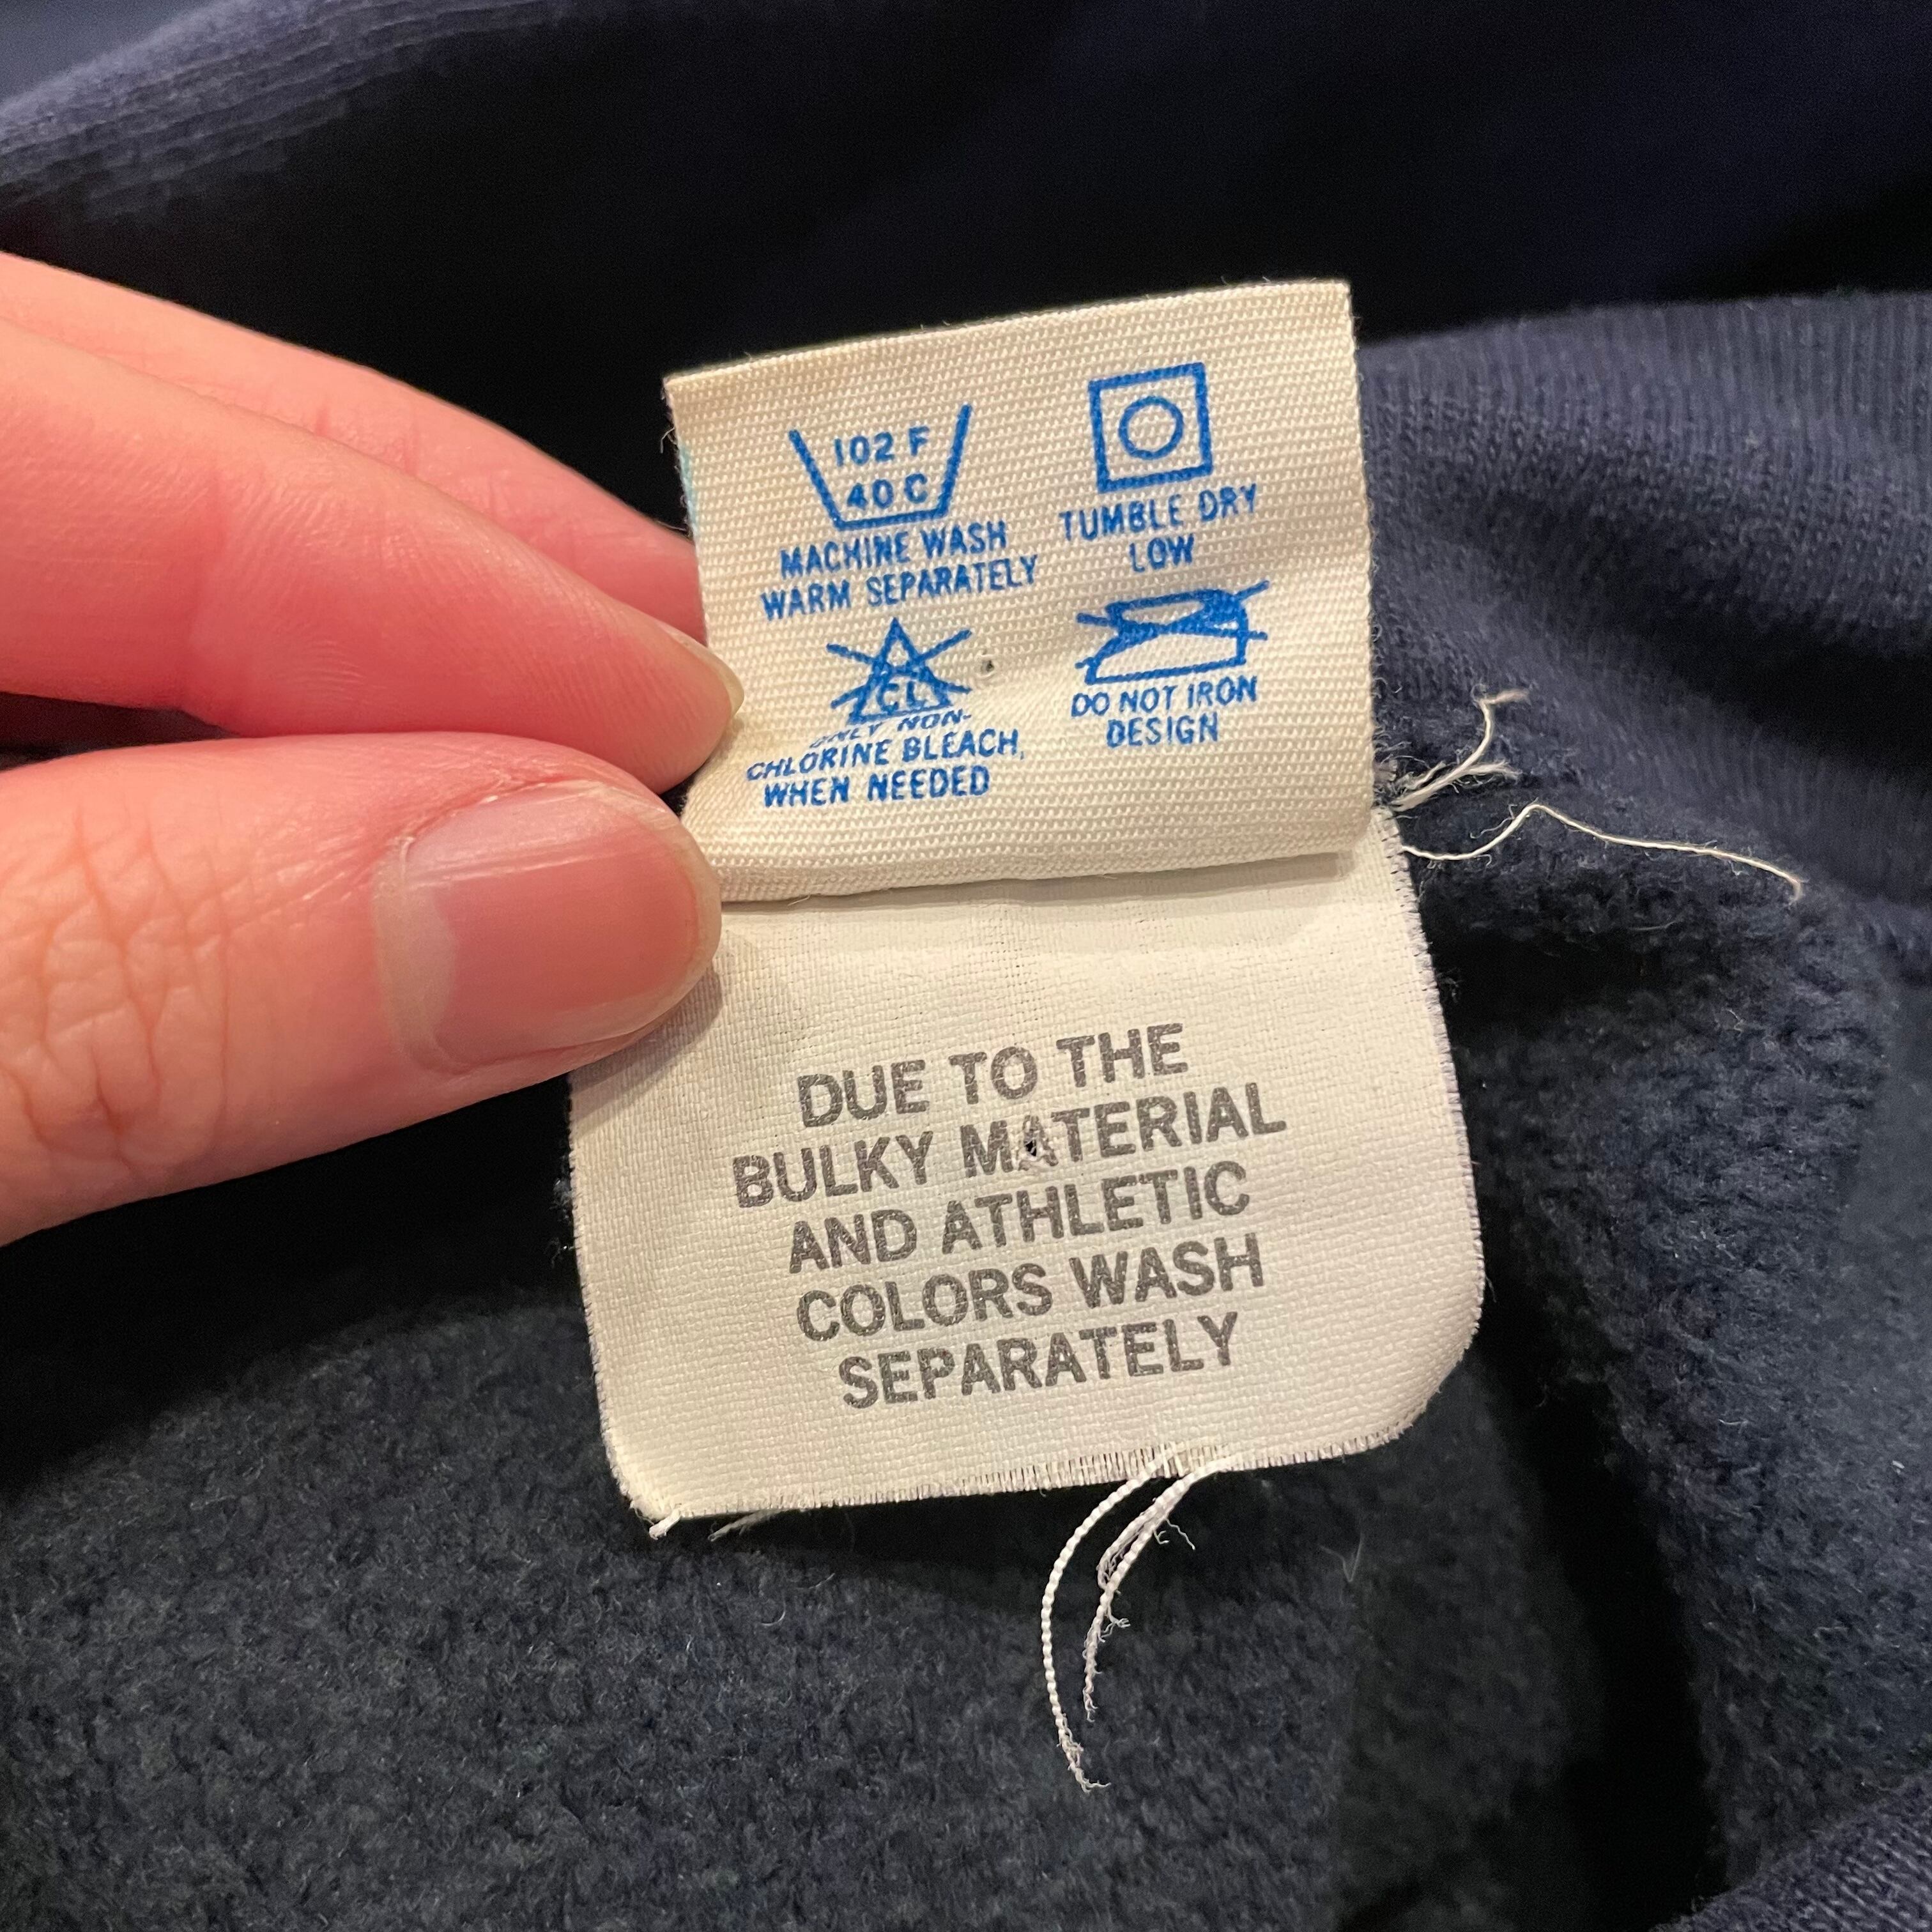 102 F
40 C
MACHINE WASH
WARM SEPARATELY
TUMBLE DRY
LOW
CL
ONLY NON-
CHLORINE BLEACH,
WHEN NEEDED
DO NOT IRON
DESIGN
DUE TO THE
BULKY MATERIAL
AND ATHLETIC
COLORS WASH
SEPARATELY